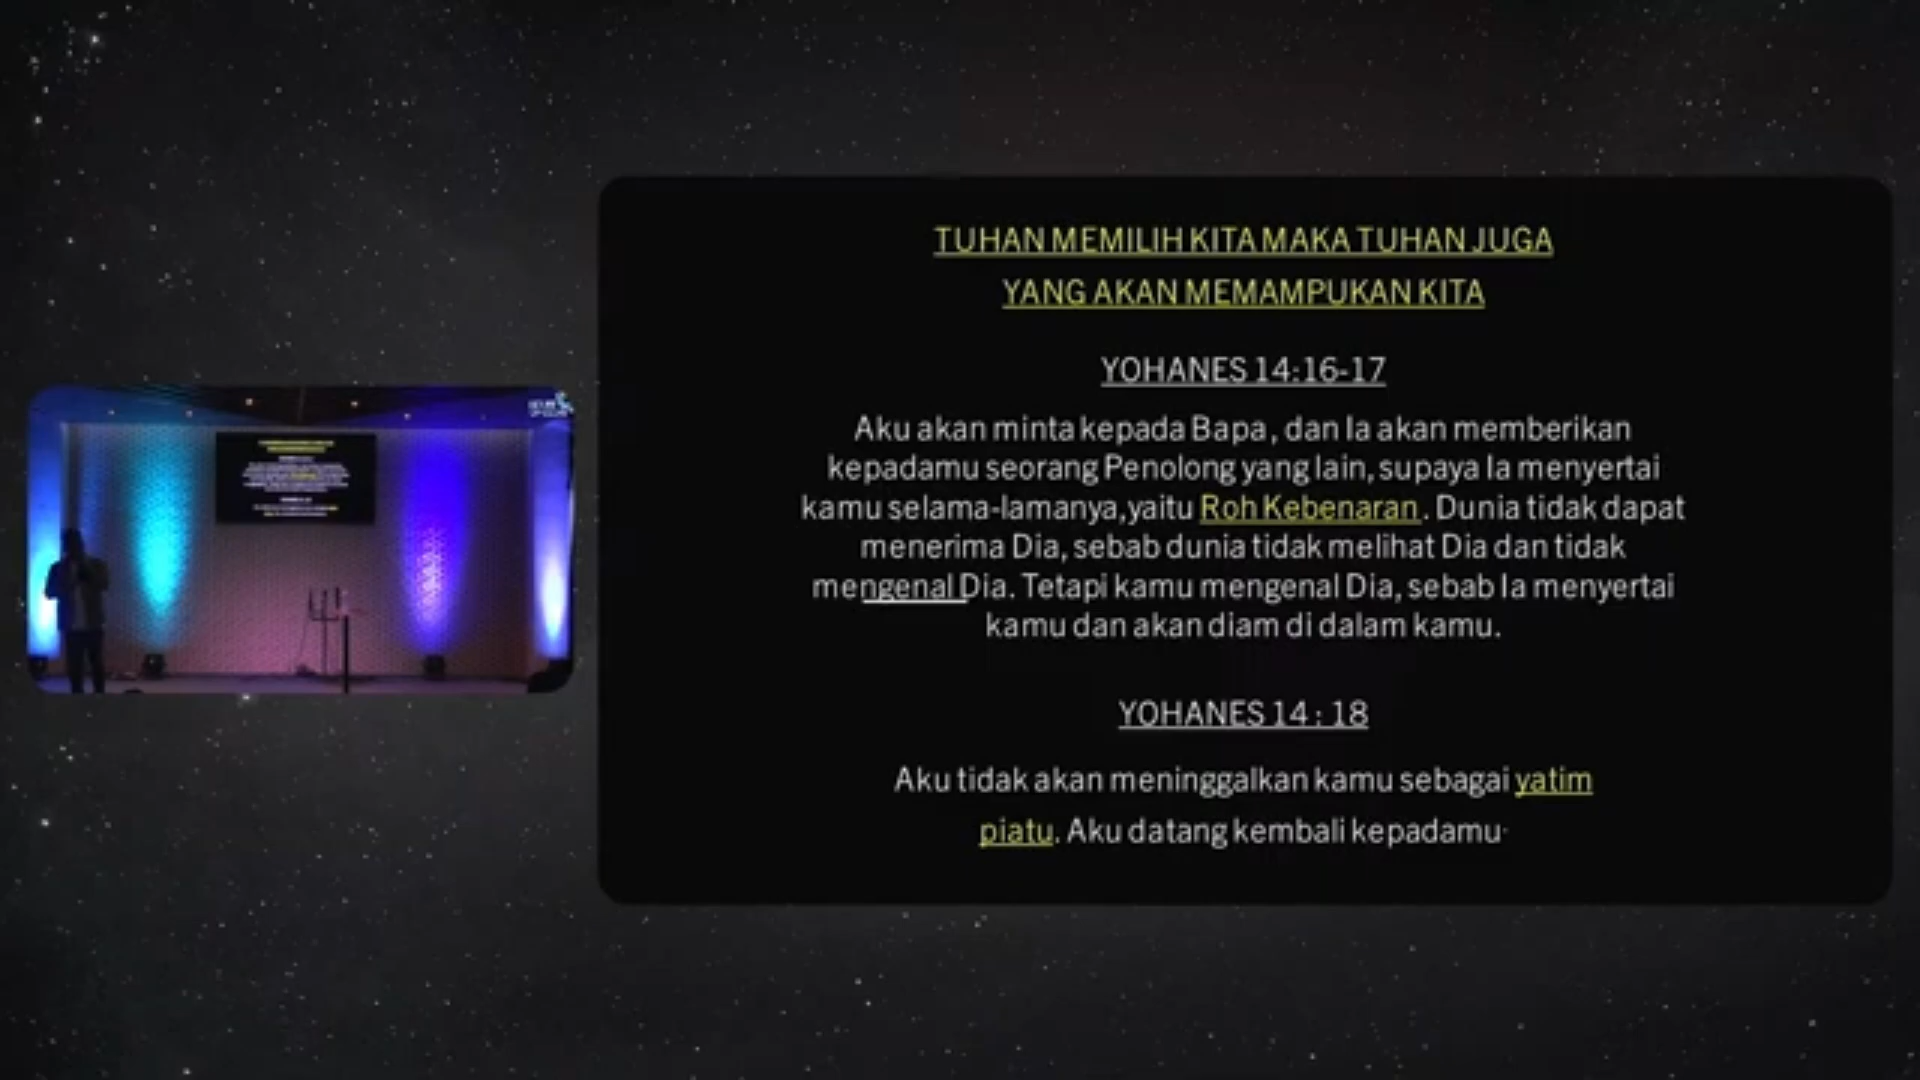 TUHAN MEMILIH KITA MAKA TUHAN JUGA
YANG AKAN MEMAMPUKAN KITA
YOHANES 14:16-17
Aku akan minta kepada Bapa, dan Ia akan memberikan
kepadamu seorang Penolong yang lain, supaya Ia menyertai
kamu selama-lamanya,yaitu Roh Kebenaran. Dunia tidak dapat
menerima Dia, sebab dunia tidak melihat Dia dan tidak
mengenal Dia. Tetapi kamu mengenal Dia, sebab Ia menyertai
kamu dan akan diam di dalam kamu.
YOHANES 14 : 18
Aku tidak akan meninggalkan kamu sebagai yatim
piatu. Aku datang kembali kepadamu